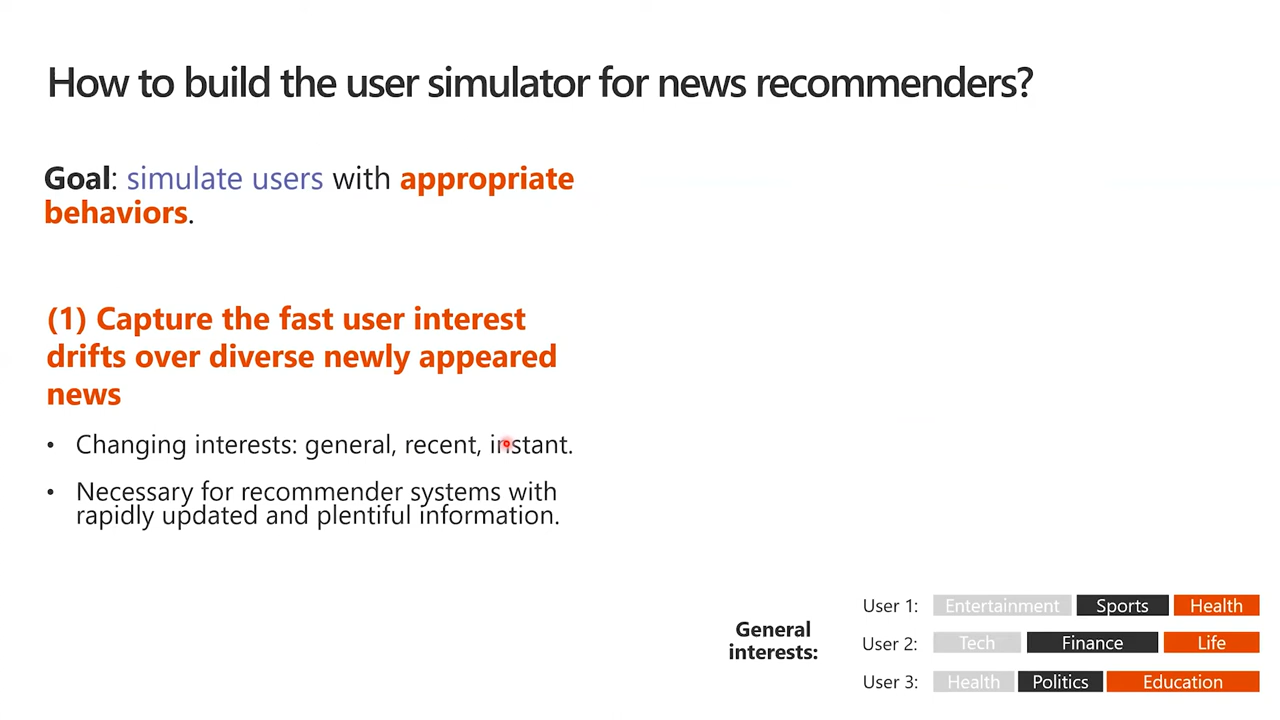 How to build the user simulator for news recommenders?
Goal: simulate users with appropriate
behaviors.
(1) Capture the fast user interest
drifts over diverse newly appeared
news
• Changing interests: general, recent, instant.
• Necessary for recommender systems with
rapidly updated and plentiful information.
General
interests:
User 1: Entertainment Sports Health
User 2: Tech Finance Life
User 3: Health Politics Education